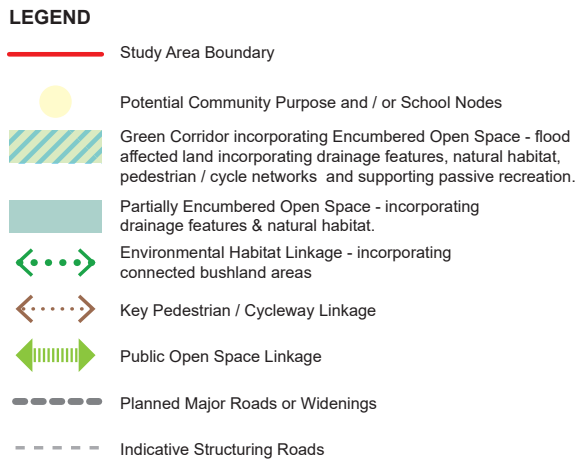 LEGEND
Study Area Boundary
Potential Community Purpose and / or School Nodes
Green Corridor incorporating Encumbered Open Space - flood
affected land incorporating drainage features, natural habitat,
pedestrian / cycle networks and supporting passive recreation.
Partially Encumbered Open Space - incorporating
drainage features & natural habitat.
Environmental Habitat Linkage - incorporating
connected bushland areas
Key Pedestrian / Cycleway Linkage
Public Open Space Linkage
Planned Major Roads or Widenings
Indicative Structuring Roads